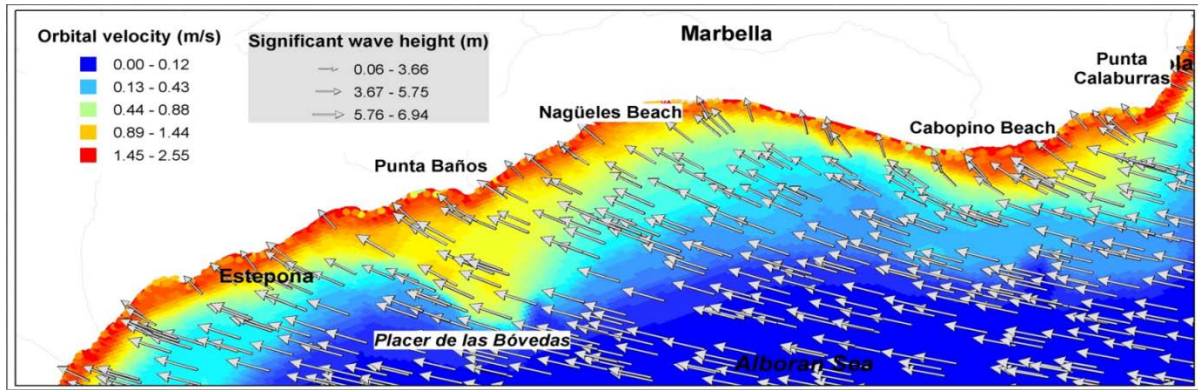 Orbital velocity (m/s)
0.00 - 0.12
0.13 - 0.43
0.44 - 0.88
0.89 - 1.44
1.45 - 2.55
Significant wave height (m)
0.06 - 3.66
3.67 - 5.75
5.76 - 6.94
Marbella
Punta
Calaburras
la
Nagüeles Beach
Cabopino Beach
Punta Baños
Estepona
Placer de las Bóvedas
Alboran Sea